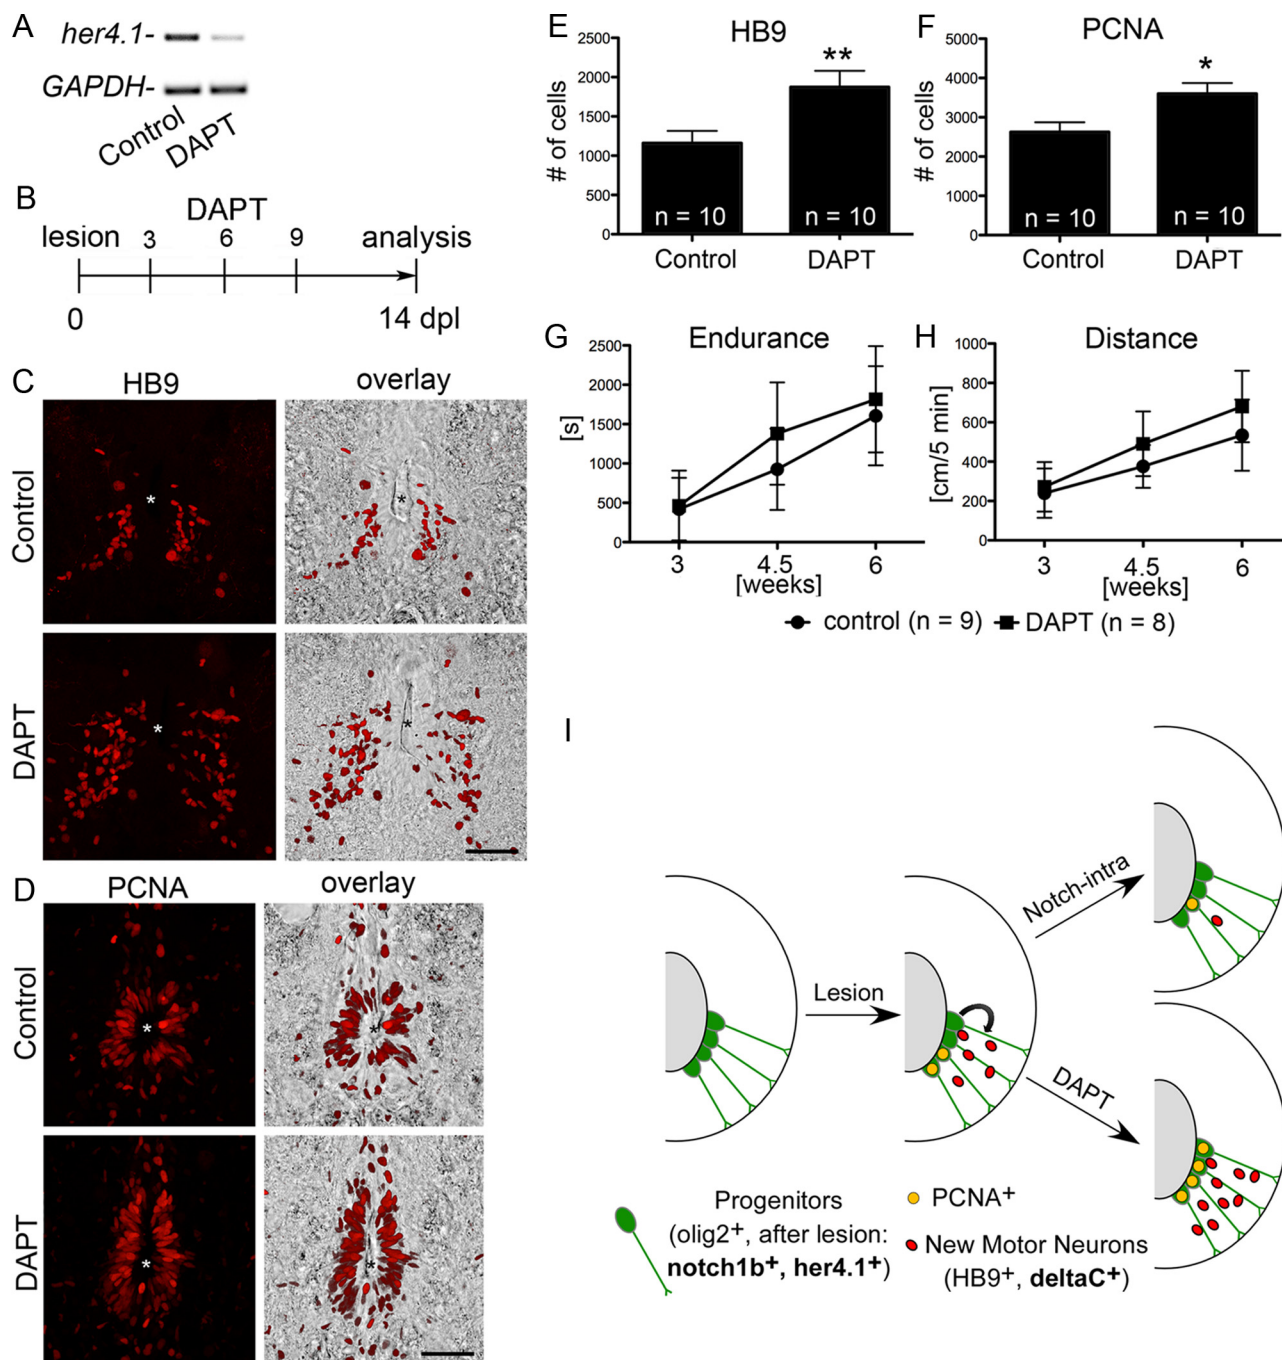 A
her4.1-
GAPDH-
Control
DAPT
B
DAPT
lesion 3 6 9 analysis
0 14 dpl
C
HB9 overlay
Control
*
*
DAPT
*
*
D
PCNA overlay
Control
*
*
DAPT
*
*
E
HB9
# of cells
2500
2000
1500
1000
500
0
**
n = 10 n = 10
Control DAPT
F
PCNA
# of cells
5000
4000
3000
2000
1000
0
*
n = 10 n = 10
Control DAPT
G
Endurance
[s]
2500
2000
1500
1000
500
0
3 4.5 6
[weeks]
H
Distance
[cm/5 min]
1000
800
600
400
200
0
3 4.5 6
[weeks]
control (n = 9) DAPT (n = 8)
I
Lesion
Notch-intra
DAPT
Progenitors
(olig2+, after lesion:
notch1b+, her4.1+)
PCNA+
New Motor Neurons
(HB9+, deltaC+)